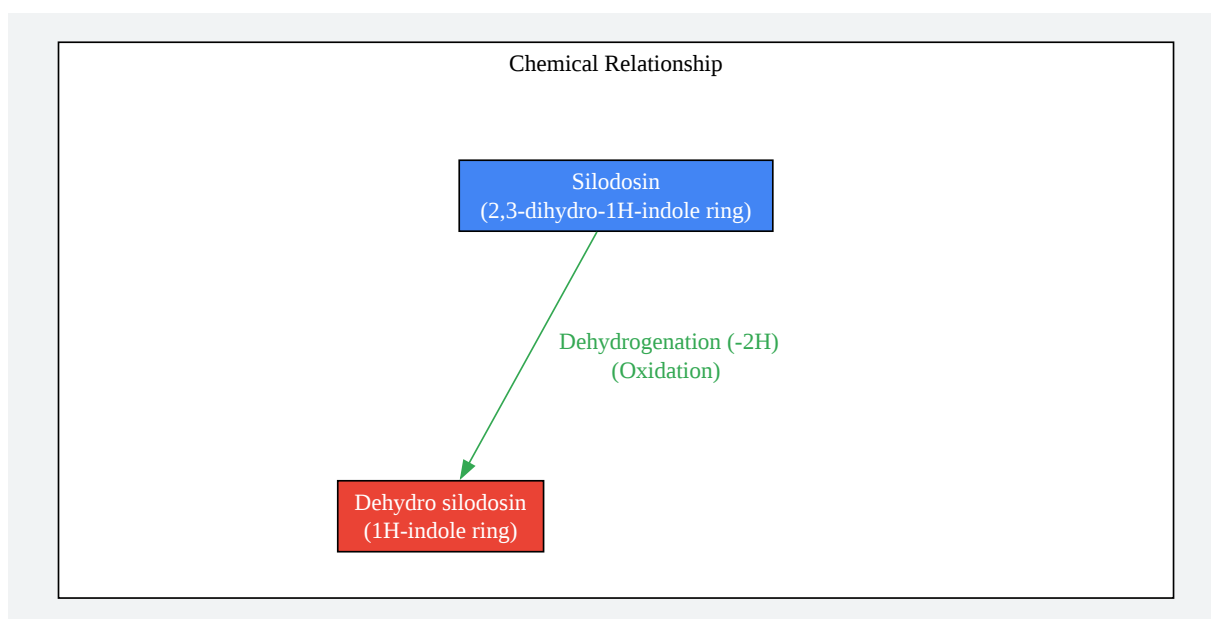 Chemical Relationship
Silodosin
(2,3-dihydro-1H-indole ring)
Dehydrogenation (-2H)
(Oxidation)
Dehydro silodosin
(1H-indole ring)